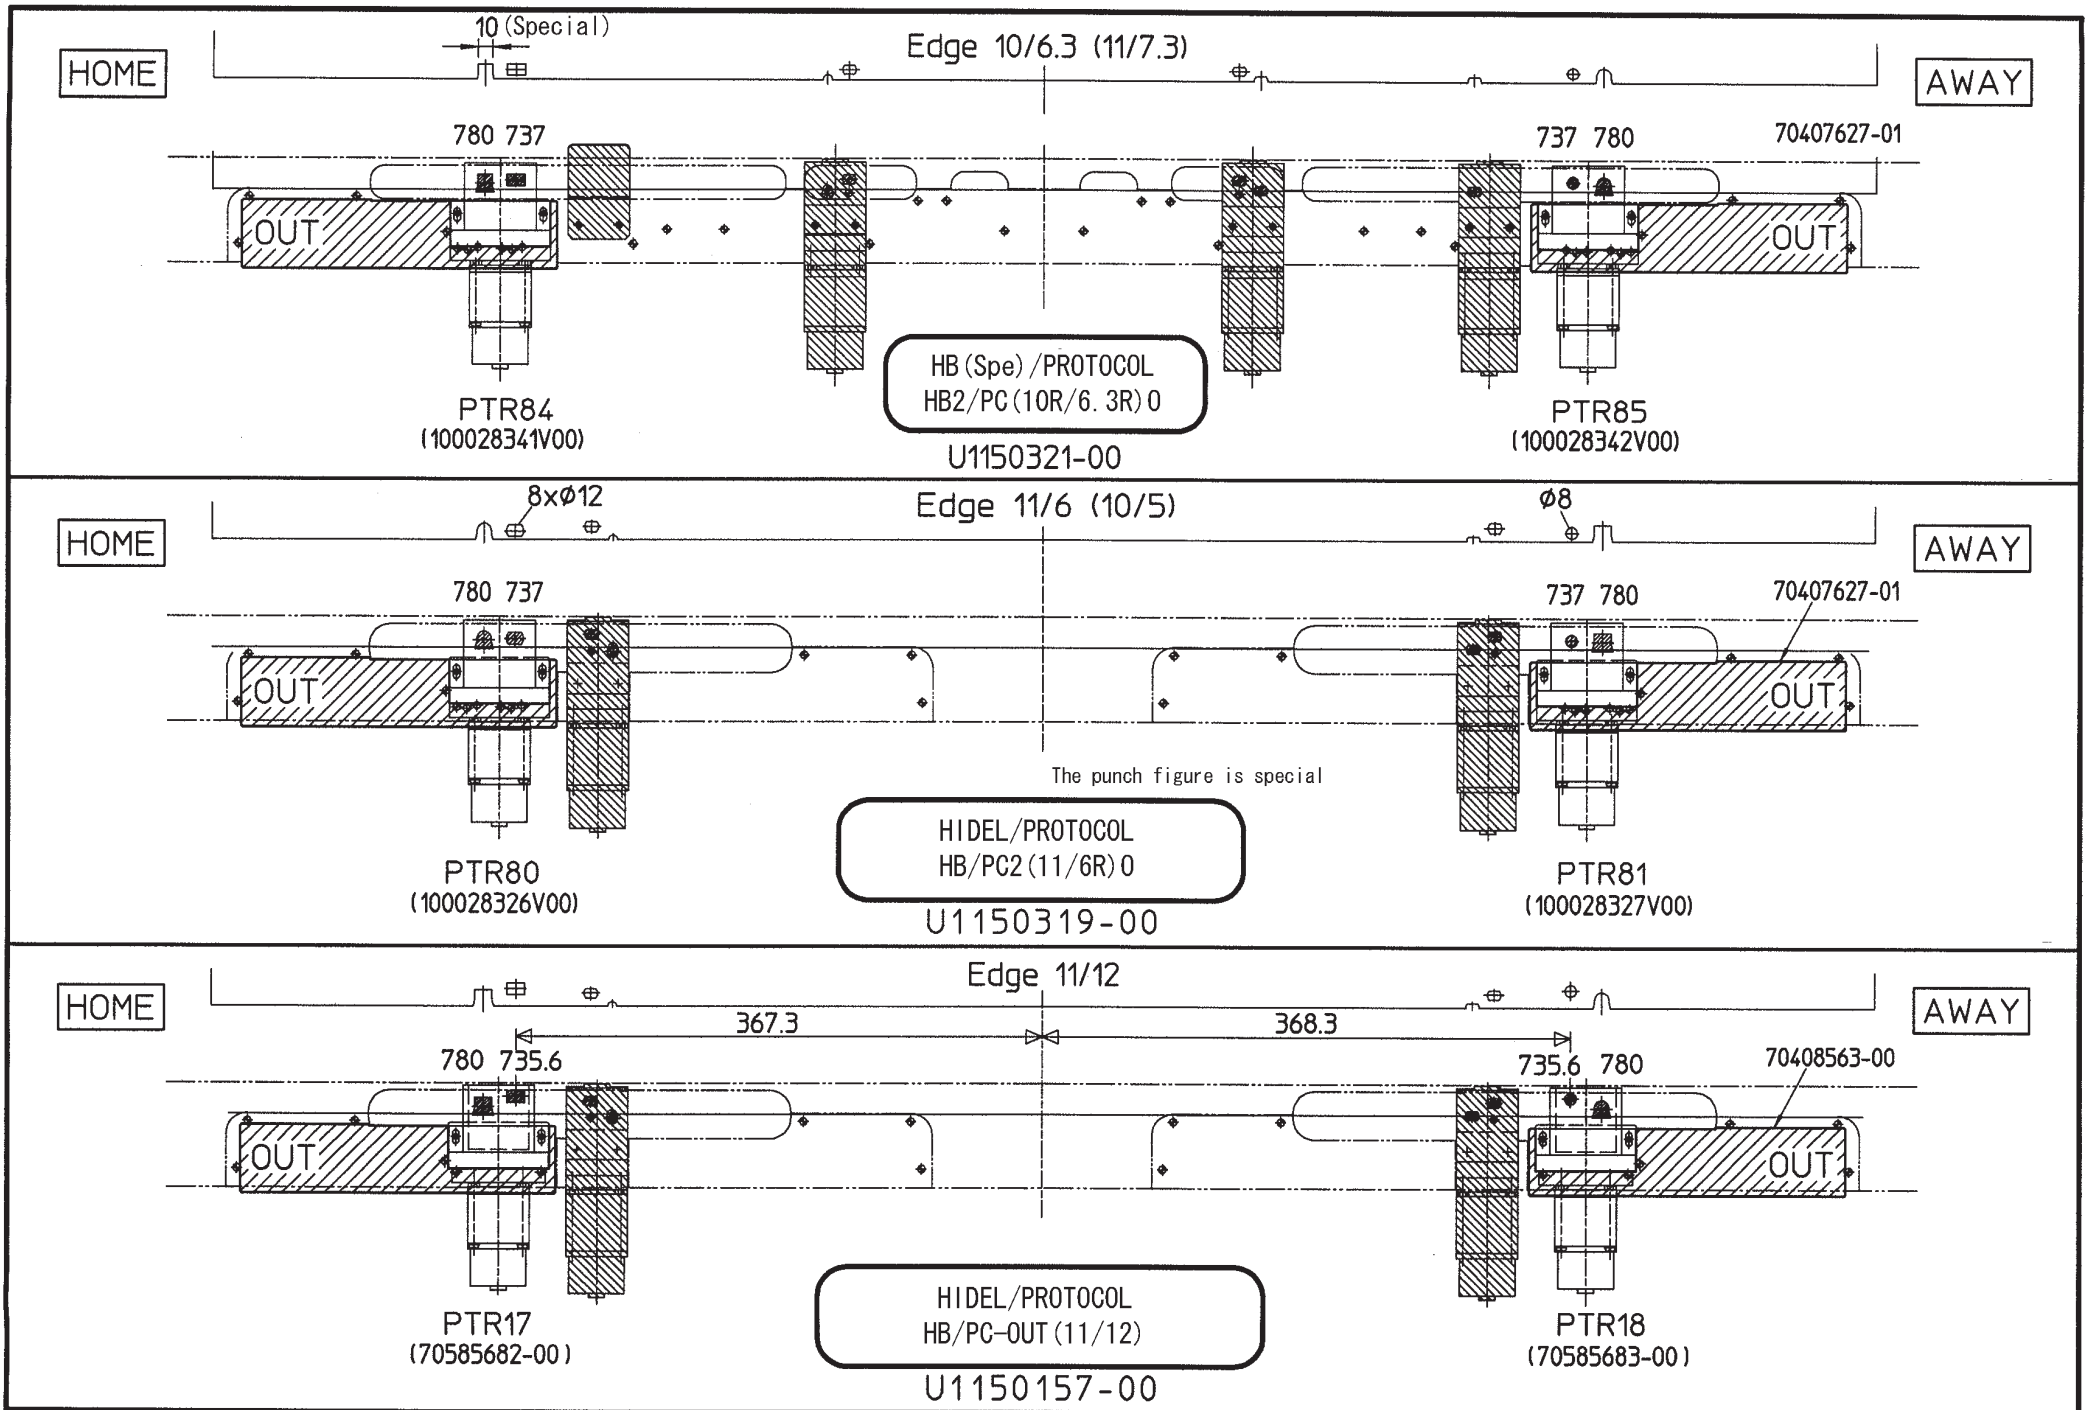 10(Special)
Edge 10/6.3 (11/7.3)
HOME
AWAY
780 737
737 780
70407627-01
OUT
OUT
HB(Spe)/PROTOCOL
HB2/PC(10R/6.3R)0
PTR84
(100028341V00)
PTR85
(100028342V00)
U1150321-00
8xø12
Edge 11/6 (10/5)
ø8
HOME
AWAY
780 737
737 780
70407627-01
OUT
OUT
The punch figure is special
HIDEL/PROTOCOL
HB/PC2(11/6R)0
PTR80
(100028326V00)
PTR81
(100028327V00)
U1150319-00
Edge 11/12
HOME
AWAY
367.3
368.3
780 735.6
735.6 780
70408563-00
OUT
OUT
HIDEL/PROTOCOL
HB/PC-OUT(11/12)
PTR17
(70585682-00)
PTR18
(70585683-00)
U1150157-00